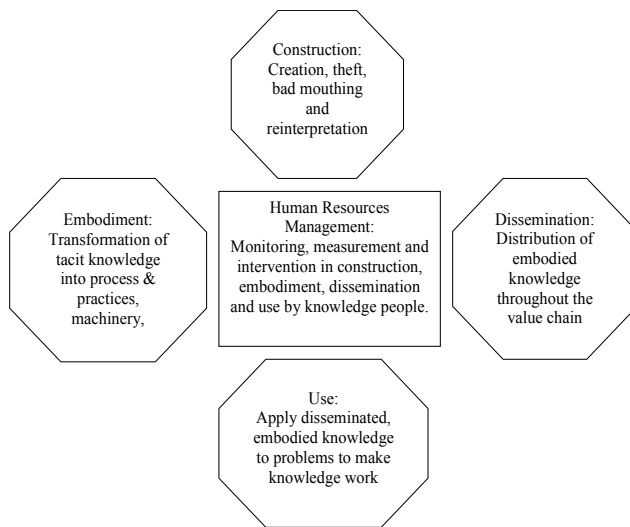 Construction:
Creation, theft,
bad mouthing
and
reinterpretation
Embodiment:
Transformation of
tacit knowledge
into process &
practices,
machinery,
Human Resources
Management:
Monitoring, measurement and
intervention in construction,
embodiment, dissemination
and use by knowledge people.
Dissemination:
Distribution of
embodied
knowledge
throughout the
value chain
Use:
Apply disseminated,
embodied knowledge
to problems to make
knowledge work